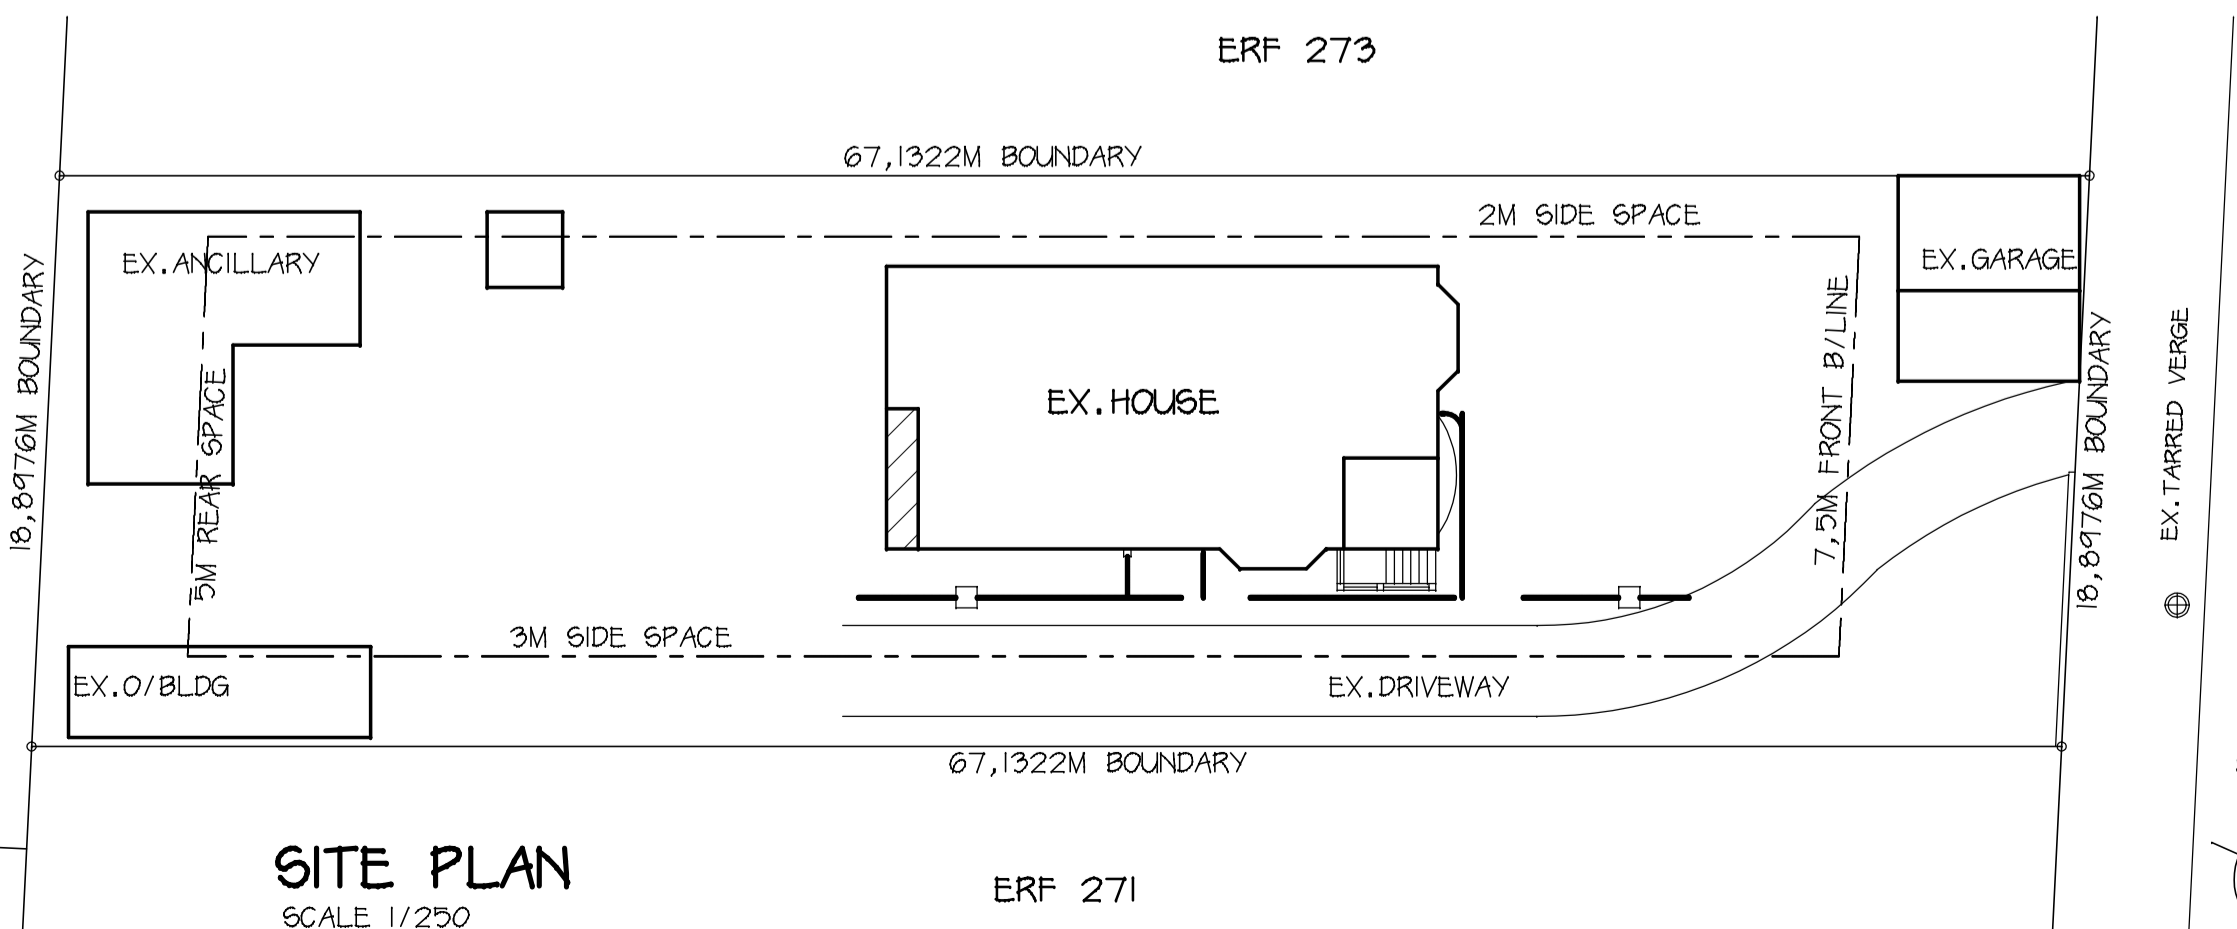 ERF 273
67,1322M BOUNDARY
2M SIDE SPACE
EX.ANCILLARY
EX.GARAGE
18,8976M BOUNDARY
5M REAR SPACE
EX.HOUSE
7,5M FRONT B/LINE
18,8976M BOUNDARY
EX.TARRED VERGE
3M SIDE SPACE
EX.O/BLDG
EX.DRIVEWAY
67,1322M BOUNDARY
SITE PLAN
SCALE 1/250
ERF 271